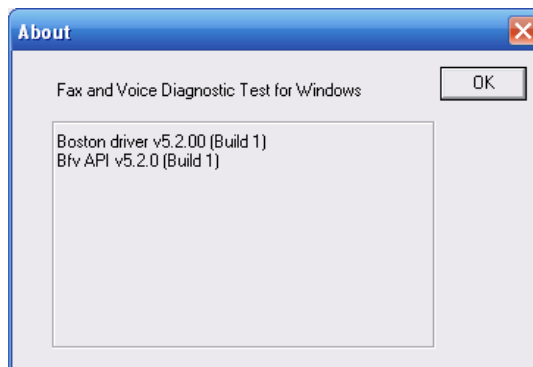 About
Fax and Voice Diagnostic Test for Windows
OK
Boston driver v5.2.00 (Build 1)
Bfv API v5.2.0 (Build 1)